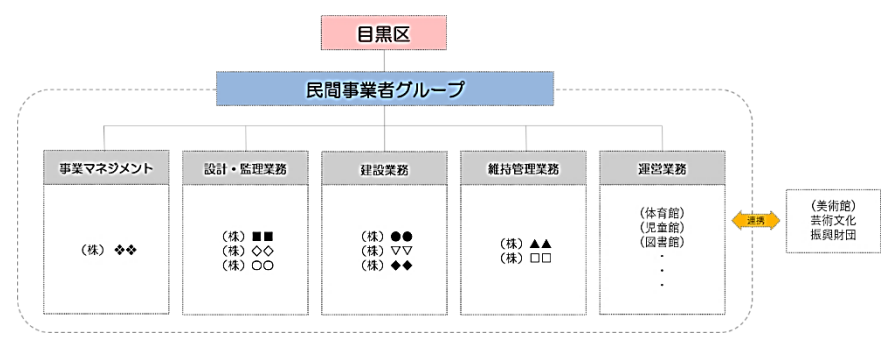 目黒区
民間事業者グループ
事業マネジメント
(株) ❖❖
設計・監理業務
(株) ■■
(株) ◇◇
(株) ○○
建設業務
(株) ●●
(株) ▽▽
(株) ◆◆
維持管理業務
(株) ▲▲
(株) □□
運営業務
(体育館)
(児童館)
(図書館)
・
・
・
連携
(美術館)
芸術文化
振興財団